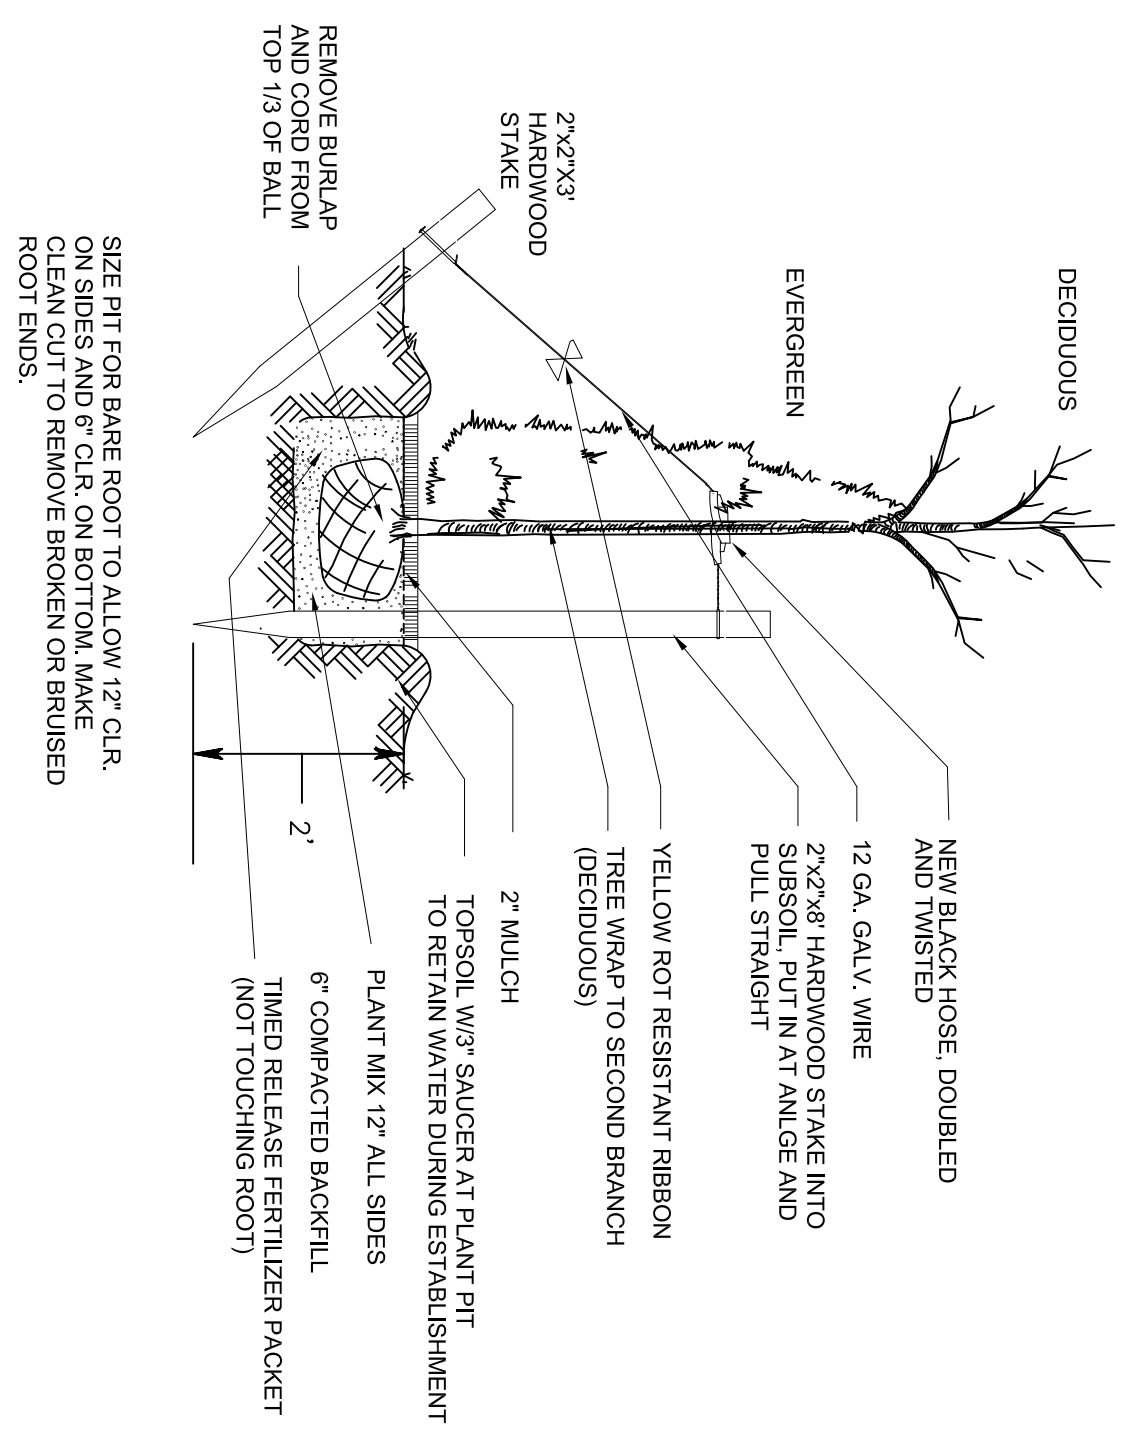 DECIDUOUS
EVERGREEN
2"x2"X3'
HARDWOOD
STAKE
REMOVE BURLAP
AND CORD FROM
TOP 1/3 OF BALL
NEW BLACK HOSE, DOUBLED
AND TWISTED
12 GA. GALV. WIRE
2"x2"x8' HARDWOOD STAKE INTO
SUBSOIL, PUT IN AT ANLGE AND
PULL STRAIGHT
YELLOW ROT RESISTANT RIBBON
TREE WRAP TO SECOND BRANCH
(DECIDUOUS)
2" MULCH
TOPSOIL W/3" SAUCER AT PLANT PIT
TO RETAIN WATER DURING ESTABLISHMENT
PLANT MIX 12" ALL SIDES
6" COMPACTED BACKFILL
TIMED RELEASE FERTILIZER PACKET
(NOT TOUCHING ROOT)
2'
SIZE PIT FOR BARE ROOT TO ALLOW 12" CLR.
ON SIDES AND 6" CLR. ON BOTTOM. MAKE
CLEAN CUT TO REMOVE BROKEN OR BRUISED
ROOT ENDS.